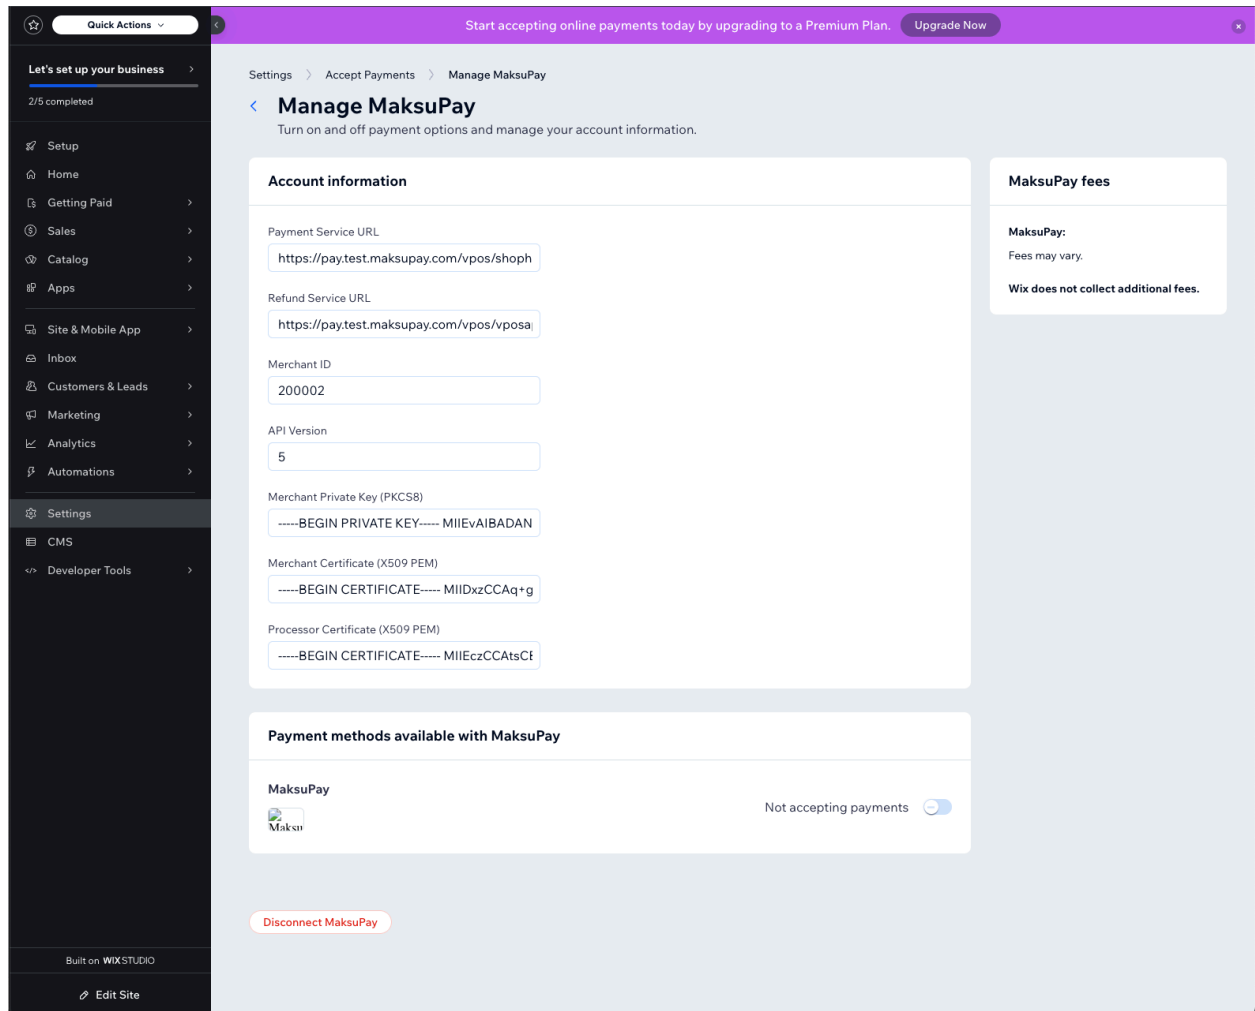 Quick Actions
Start accepting online payments today by upgrading to a Premium Plan. Upgrade Now
Let's set up your business
2/5 completed
Setup
Home
Getting Paid
Sales
Catalog
Apps
Site & Mobile App
Inbox
Customers & Leads
Marketing
Analytics
Automations
Settings
CMS
Developer Tools
Built on WIX STUDIO
Edit Site
Settings > Accept Payments > Manage MaksuPay
Manage MaksuPay
Turn on and off payment options and manage your account information.
Account information
Payment Service URL
https://pay.test.maksupay.com/vpos/shoph
Refund Service URL
https://pay.test.maksupay.com/vpos/vposa
Merchant ID
200002
API Version
5
Merchant Private Key (PKCS8)
-----BEGIN PRIVATE KEY----- MIIEvAIBADAN
Merchant Certificate (X509 PEM)
-----BEGIN CERTIFICATE----- MIIDxzCCAq+g
Processor Certificate (X509 PEM)
-----BEGIN CERTIFICATE----- MIIEczCCAtsCE
Payment methods available with MaksuPay
MaksuPay
Maksu
Not accepting payments
Disconnect MaksuPay
MaksuPay fees
MaksuPay:
Fees may vary.
Wix does not collect additional fees.